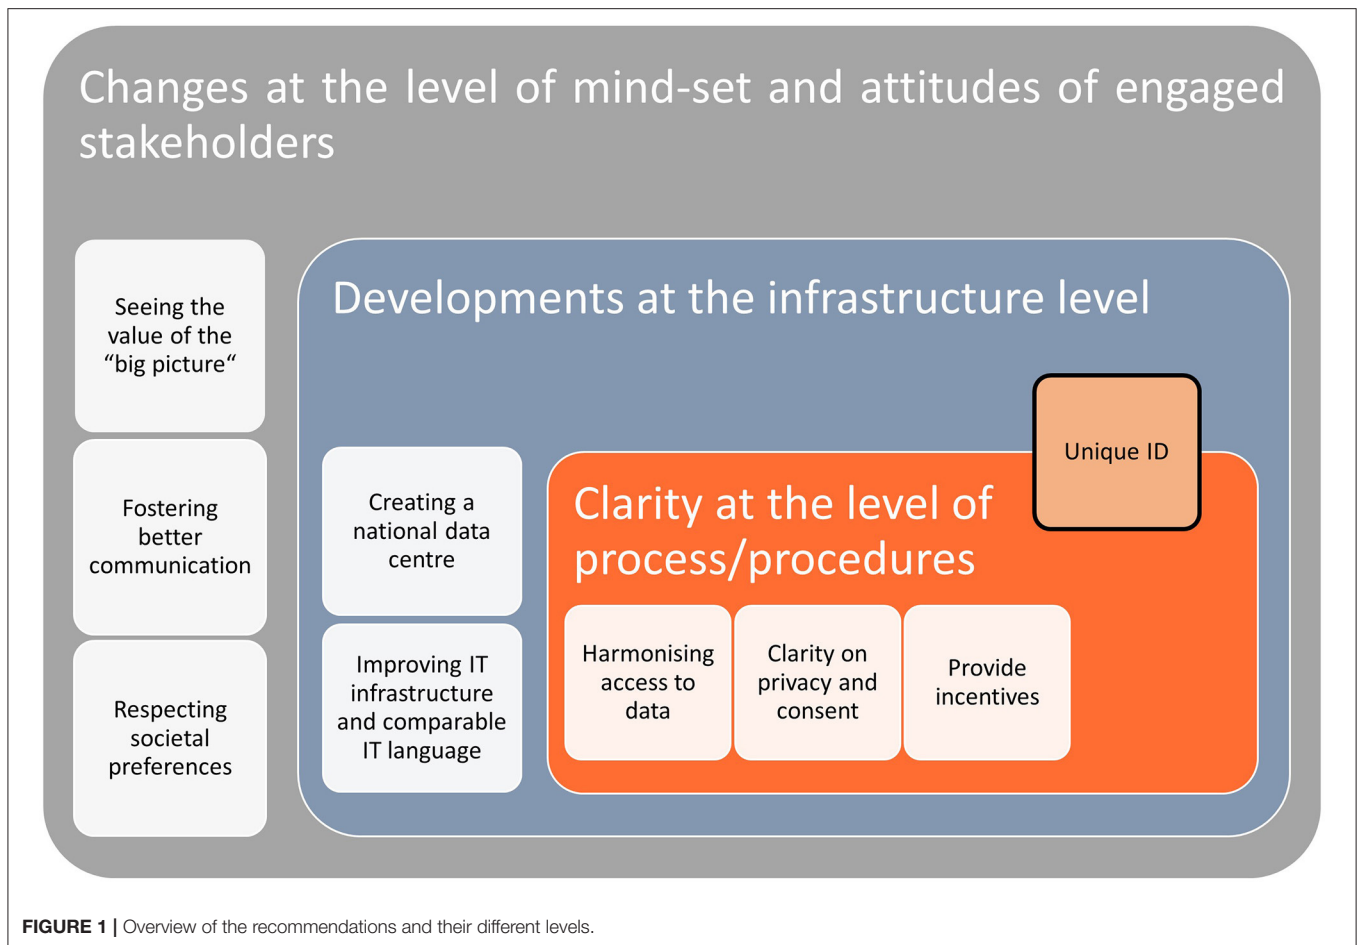 Changes at the level of mind-set and attitudes of engaged
stakeholders
Seeing the
value of the
“big picture“
Fostering
better
communication
Respecting
societal
preferences
Developments at the infrastructure level
Creating a
national data
centre
Improving IT
infrastructure
and comparable
IT language
Unique ID
Clarity at the level of
process/procedures
Harmonising
access to
data
Clarity on
privacy and
consent
Provide
incentives
FIGURE 1 | Overview of the recommendations and their different levels.